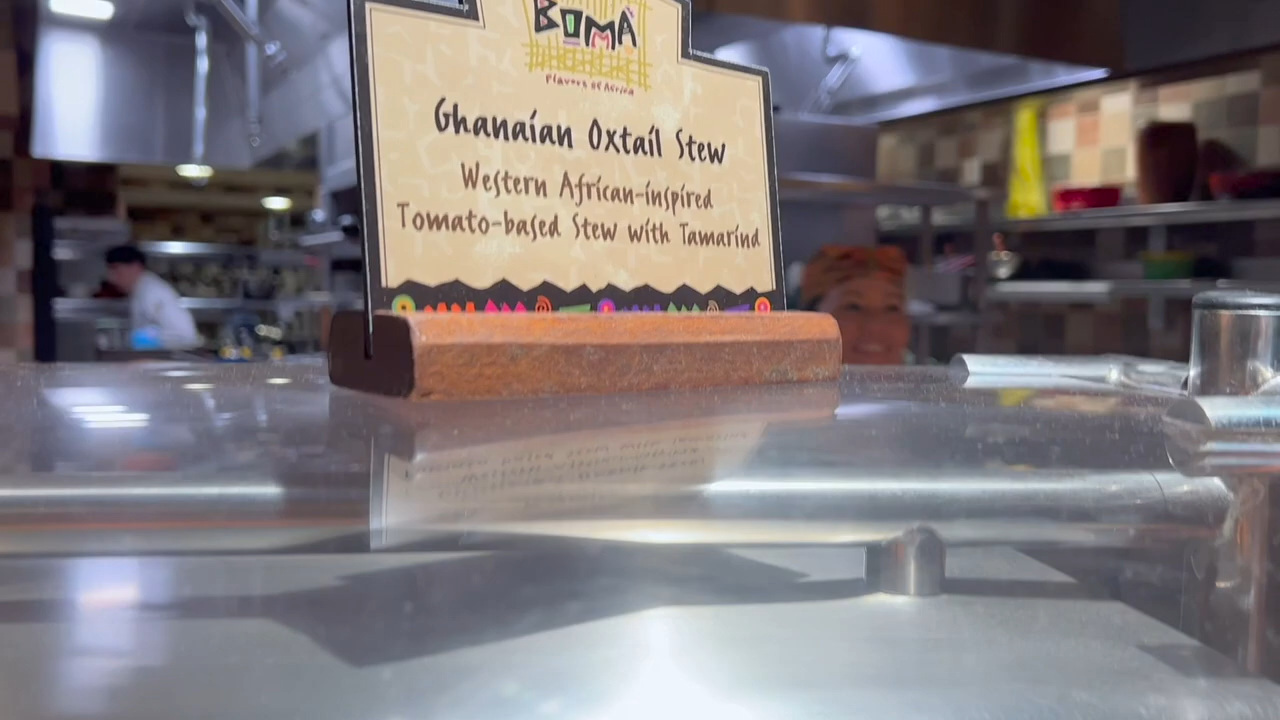 BOMA
Flavors of Africa
Ghanaian Oxtail Stew
Western African-inspired
Tomato-based Stew with Tamarind